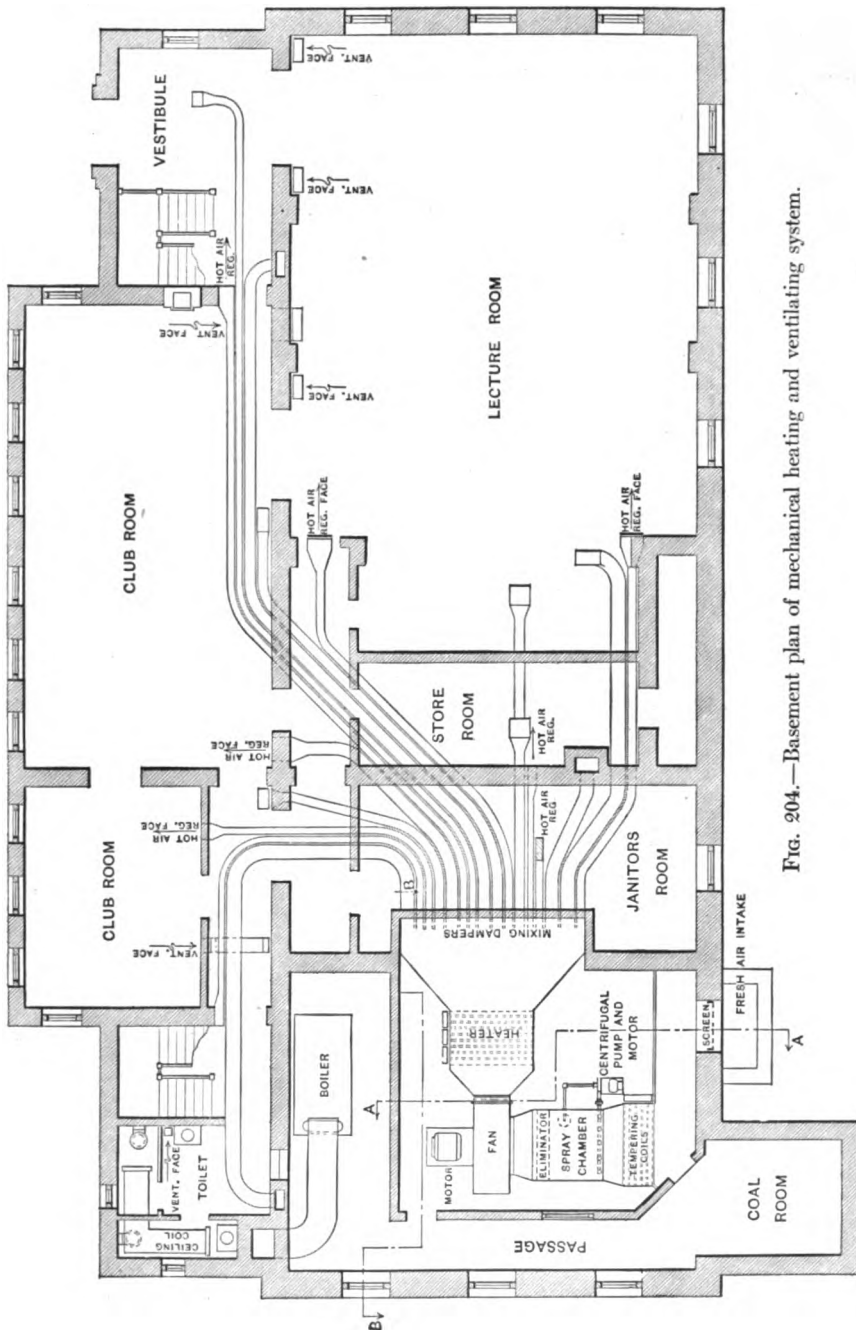 VESTIBULE
VENT. FACE
VENT. FACE
HOT AIR
REG.
VENT. FACE
VENT. FACE
CLUB ROOM
LECTURE ROOM
HOT AIR
REG. FACE
HOT AIR
REG. FACE
STORE
ROOM
HOT AIR
REG.
HOT AIR
REG. FACE
HOT AIR
REG. FACE
CLUB ROOM
HOT AIR
REG
JANITORS
ROOM
B
MIXING DAMPERS
VENT. FACE
FRESH AIR INTAKE
SCREEN
A
HEATER
CENTRIFUGAL
PUMP AND
MOTOR
BOILER
A
FAN
MOTOR
ELIMINATOR
SPRAY
CHAMBER
TEMPERING
COILS
VENT. FACE
TOILET
CEILING
COIL
PASSAGE
COAL
ROOM
B
FIG. 204.—Basement plan of mechanical heating and ventilating system.